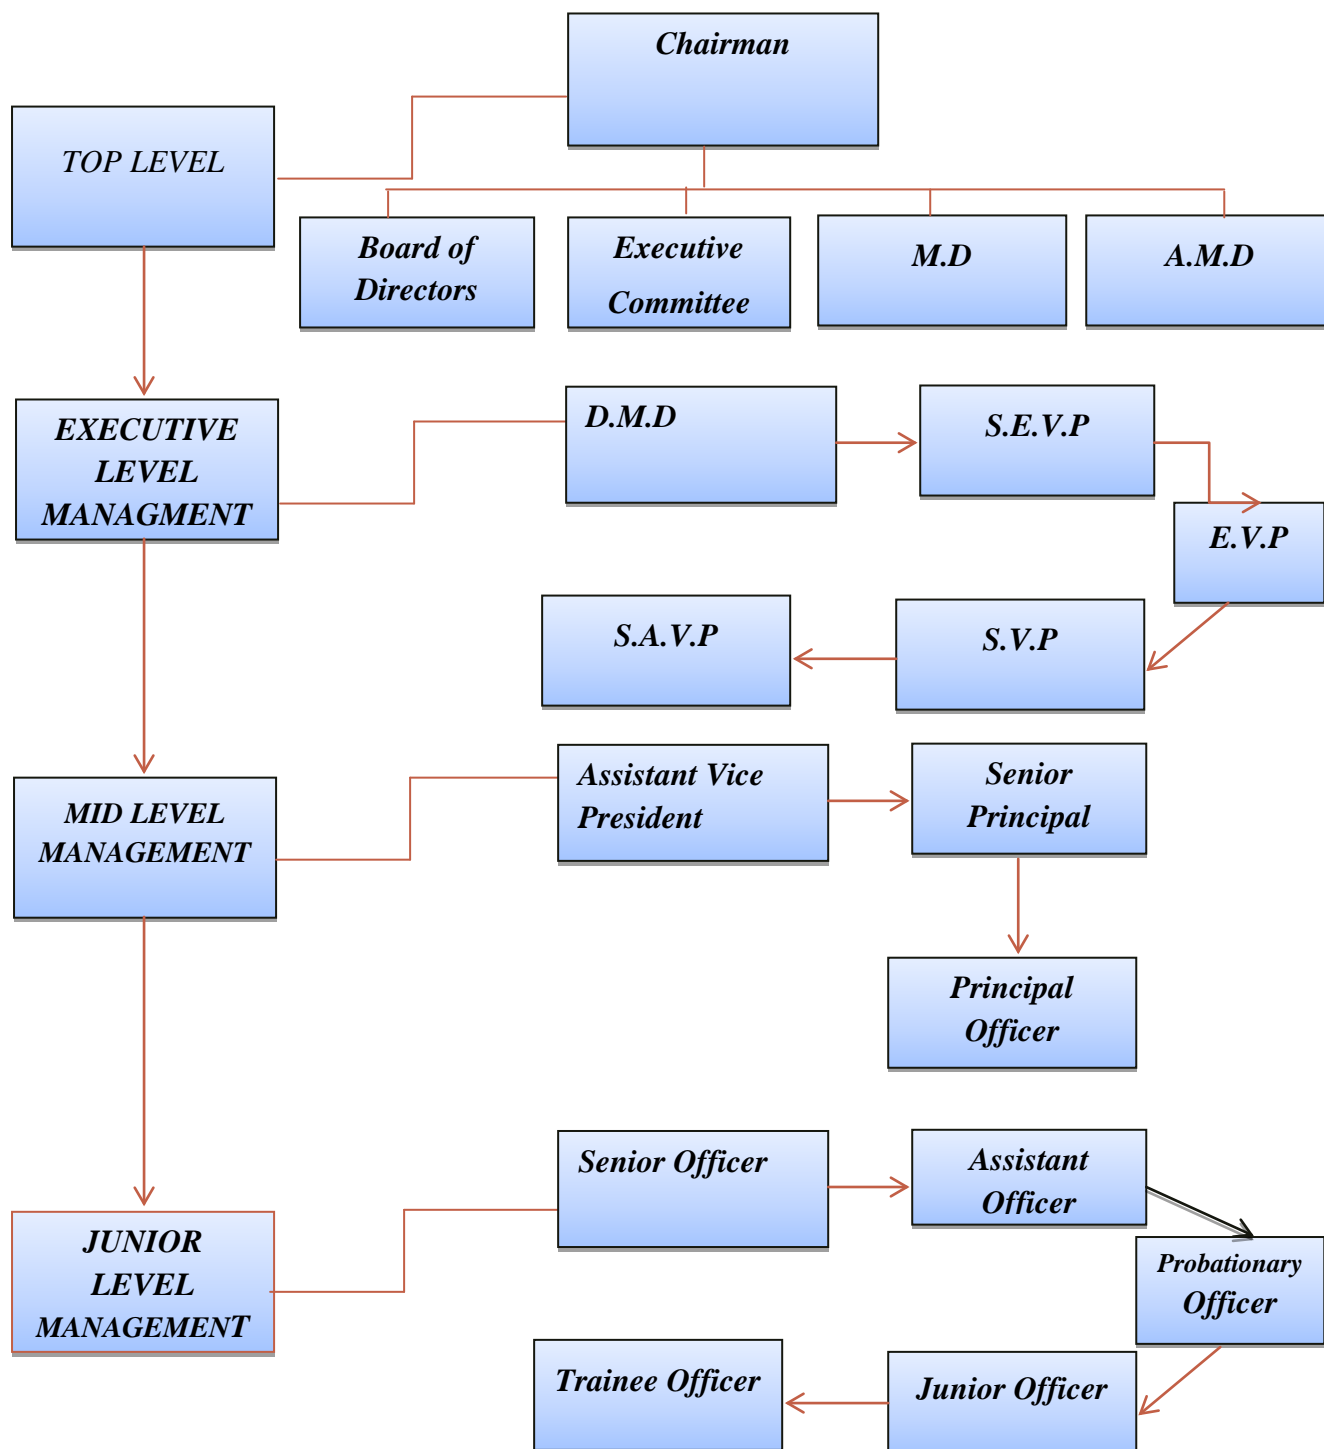 Chairman
TOP LEVEL
Board of
Directors
Executive
Committee
M.D
A.M.D
EXECUTIVE
LEVEL
MANAGMENT
D.M.D
S.E.V.P
E.V.P
S.V.P
S.A.V.P
MID LEVEL
MANAGEMENT
Assistant Vice
President
Senior
Principal
Principal
Officer
JUNIOR
LEVEL
MANAGEMENT
Senior Officer
Assistant
Officer
Probationary
Officer
Junior Officer
Trainee Officer